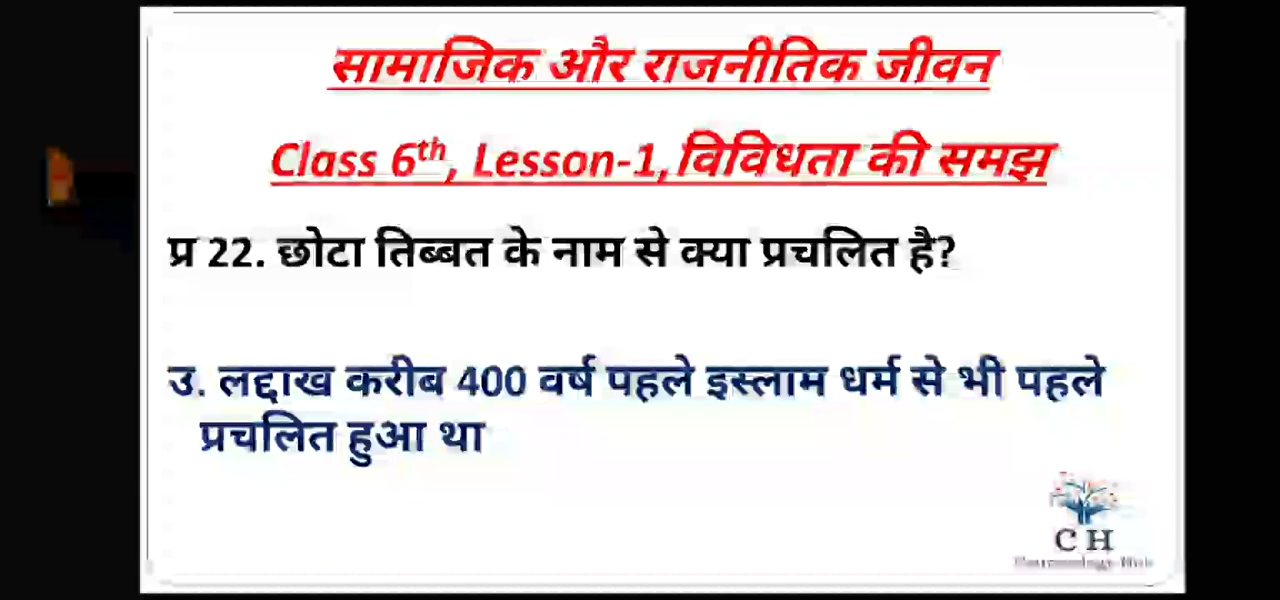 सामाजिक और राजनीतिक जीवन
Class 6th, Lesson-1, विविधता की समझ
प्र 22. छोटा तिब्बत के नाम से क्या प्रचलित है?
उ. लद्दाख करीब 400 वर्ष पहले इस्लाम धर्म से भी पहले
प्रचलित हुआ था
C H